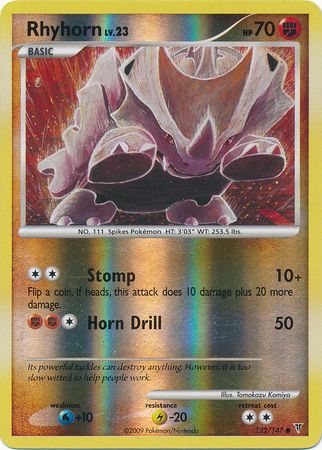 Rhyhorn LV.23 HP 70
BASIC
NO. 111 Spikes Pokémon HT: 3'03" WT: 253.5 lbs.
Stomp 10+
Flip a coin. If heads, this attack does 10 damage plus 20 more
damage.
Horn Drill 50
Its powerful tackles can destroy anything. However, it is too
slow witted to help people work.
Illus. Tomokazu Komiya
weakness resistance retreat cost
+10 -20 122/147
©2009 Pokémon/Nintendo